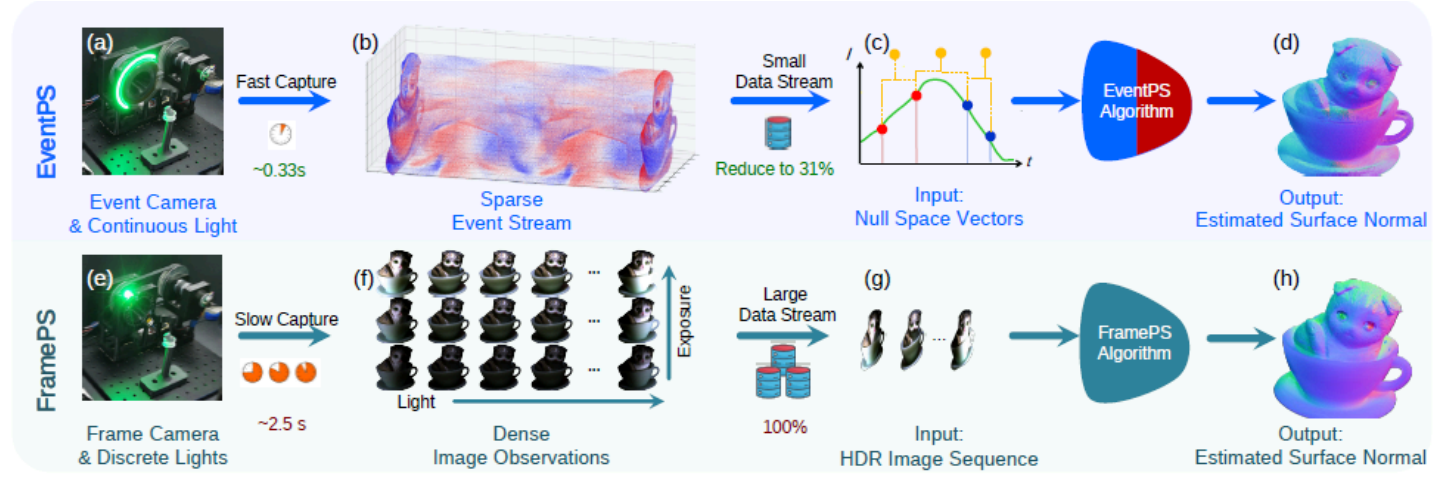 EventPS
(a)
Fast Capture
~0.33s
Event Camera
& Continuous Light
(b)
Sparse
Event Stream
Small
Data Stream
Reduce to 31%
(c)
I
t
Input:
Null Space Vectors
EventPS
Algorithm
(d)
Output:
Estimated Surface Normal
FramePS
(e)
Slow Capture
~2.5 s
Frame Camera
& Discrete Lights
(f)
...
...
...
Exposure
Light
Dense
Image Observations
Large
Data Stream
100%
(g)
...
Input:
HDR Image Sequence
FramePS
Algorithm
(h)
Output:
Estimated Surface Normal